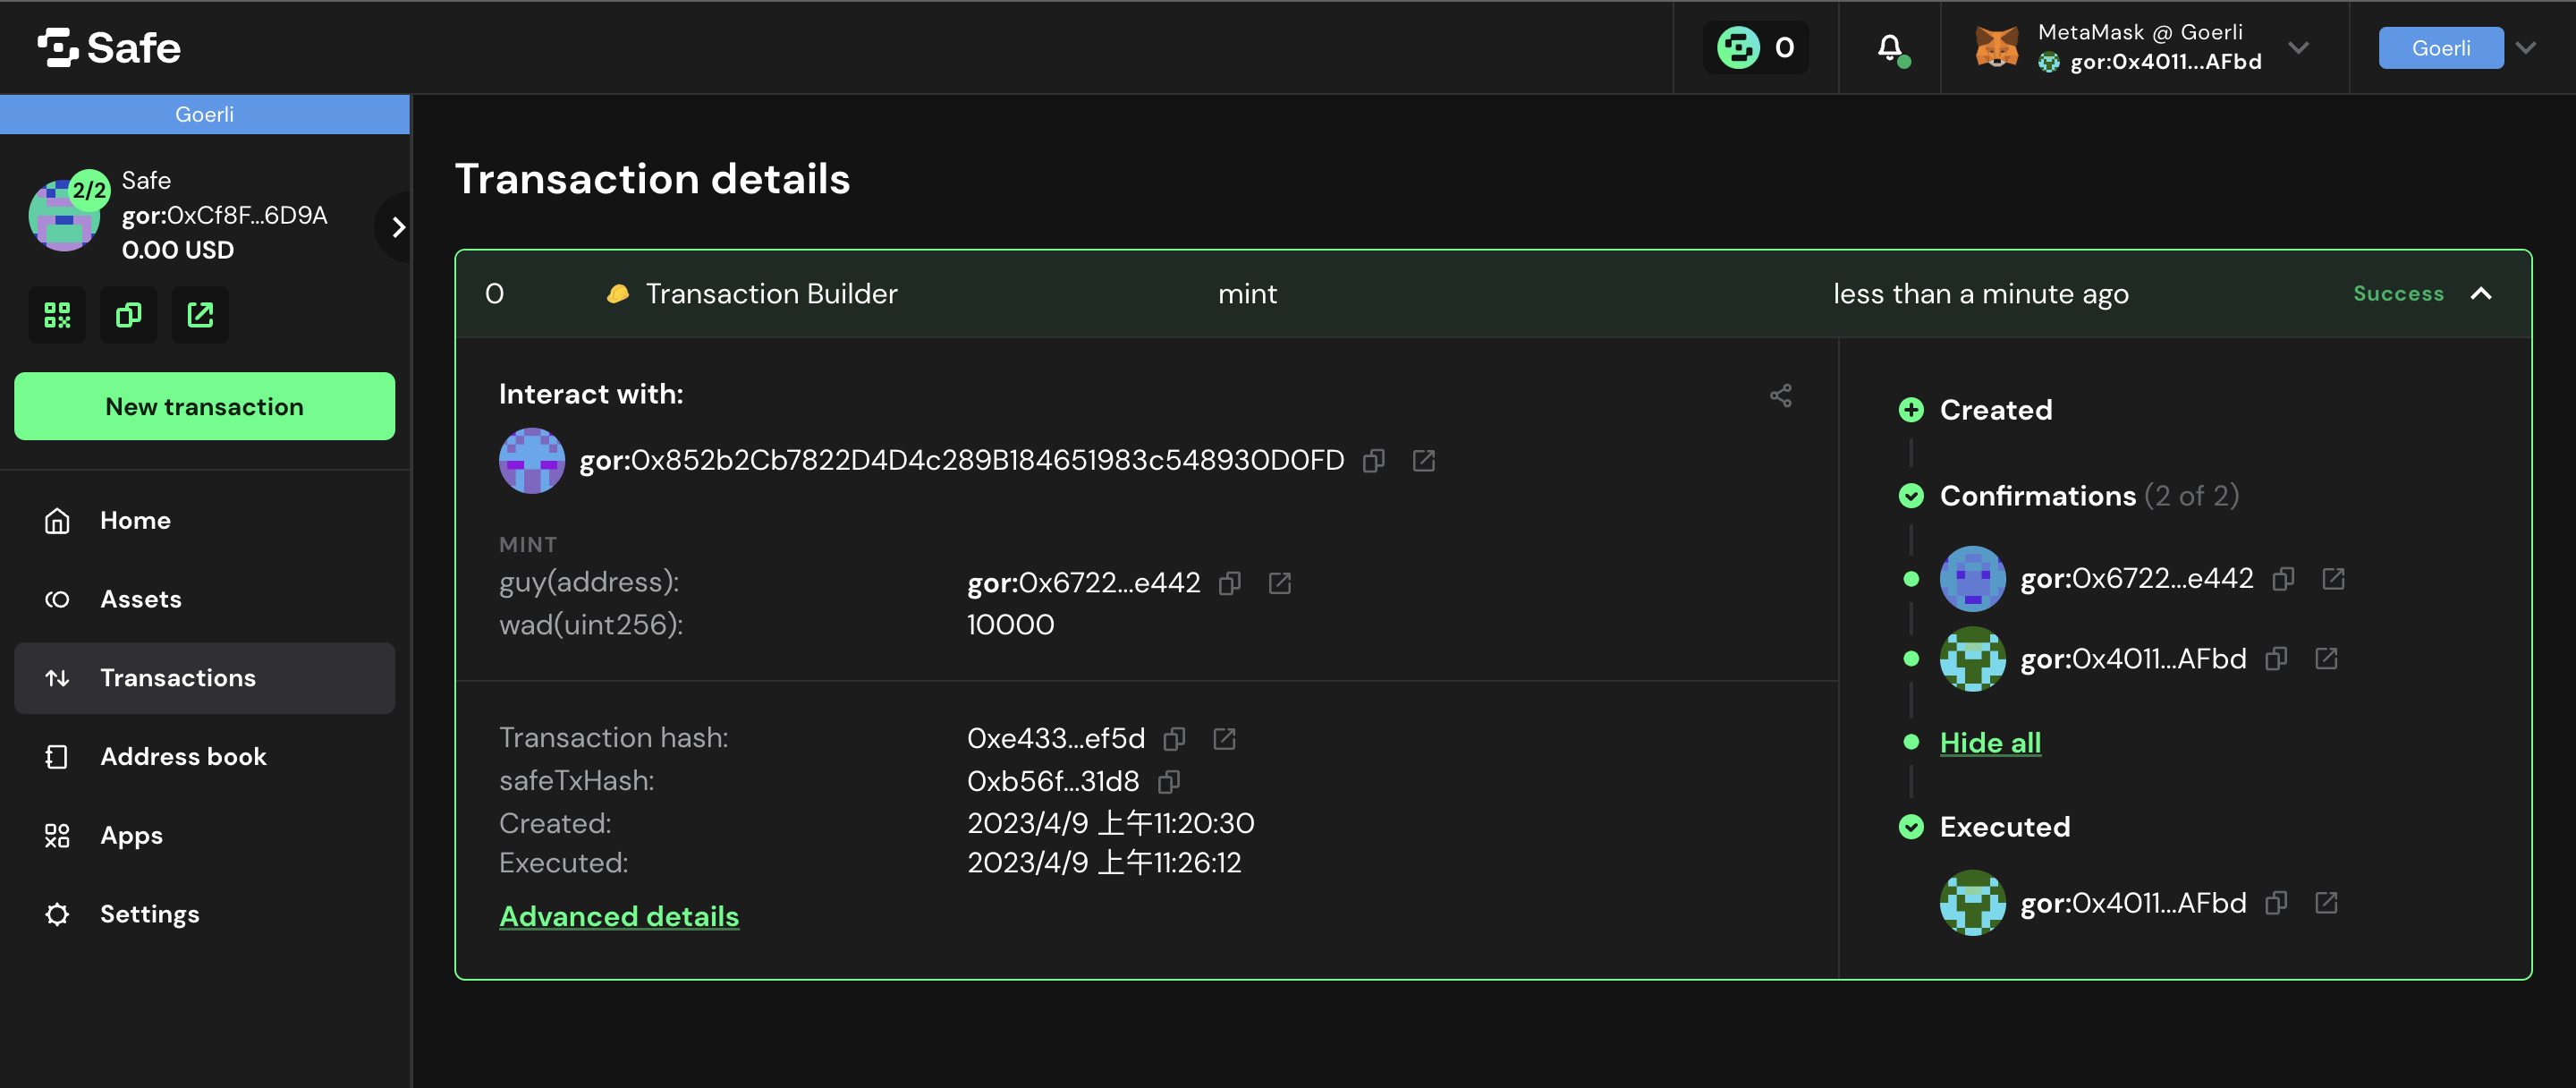 Safe
0
MetaMask @ Goerli
gor:0x4011...AFbd
Goerli
Goerli
2/2
Safe
gor:0xCf8F...6D9A
0.00 USD
New transaction
Home
Assets
Transactions
Address book
Apps
Settings
Transaction details
0 Transaction Builder mint less than a minute ago Success
Interact with:
gor:0x852b2Cb7822D4D4c289B184651983c548930D0FD
MINT
guy(address): gor:0x6722...e442
wad(uint256): 10000
Transaction hash: 0xe433...ef5d
safeTxHash: 0xb56f...31d8
Created: 2023/4/9 上午11:20:30
Executed: 2023/4/9 上午11:26:12
Advanced details
Created
Confirmations (2 of 2)
gor:0x6722...e442
gor:0x4011...AFbd
Hide all
Executed
gor:0x4011...AFbd